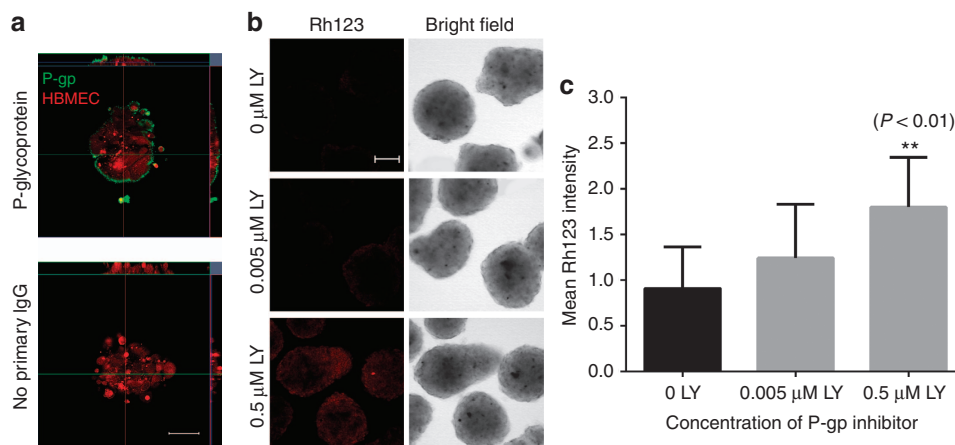 a
P-glycoprotein
P-gp
HBMEC
No primary IgG
b
Rh123
Bright field
0 µM LY
0.005 µM LY
0.5 µM LY
c
Mean Rh123 intensity
3.0
2.5
2.0
1.5
1.0
0.5
0.0
(P < 0.01)
**
0 LY
0.005 µM LY
0.5 µM LY
Concentration of P-gp inhibitor